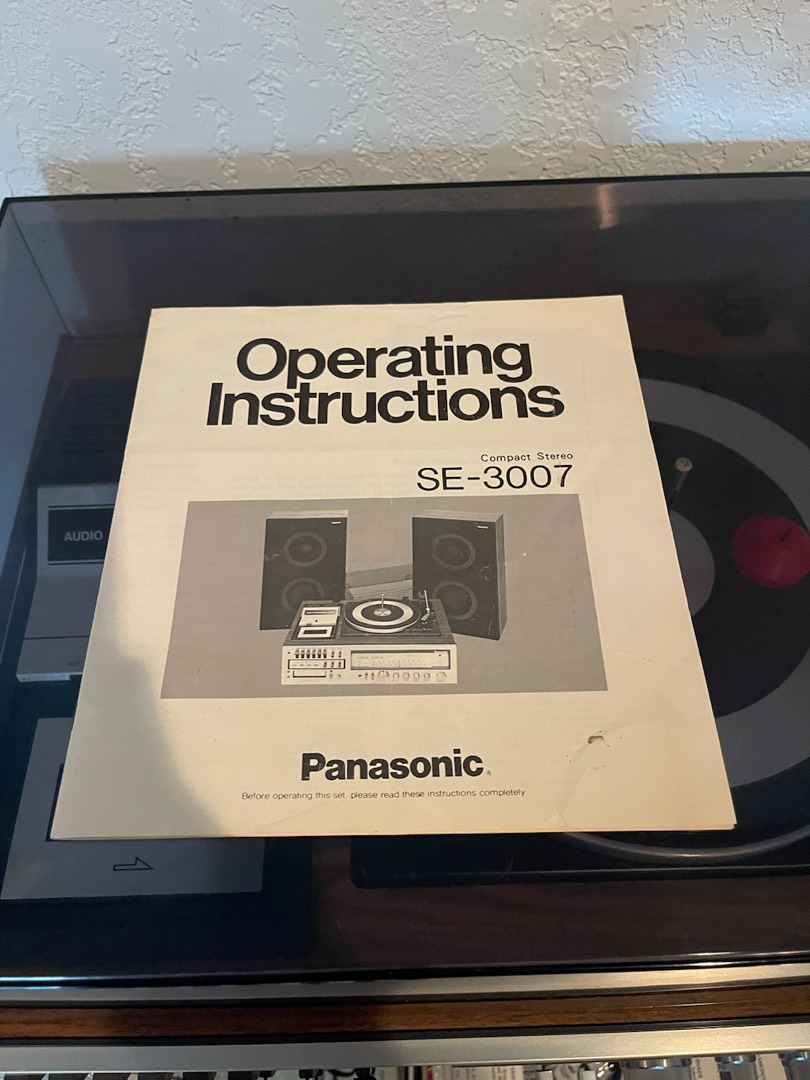 Operating
Instructions
Compact Stereo
SE-3007
AUDIO
Panasonic®
Before operating this set, please read these instructions completely